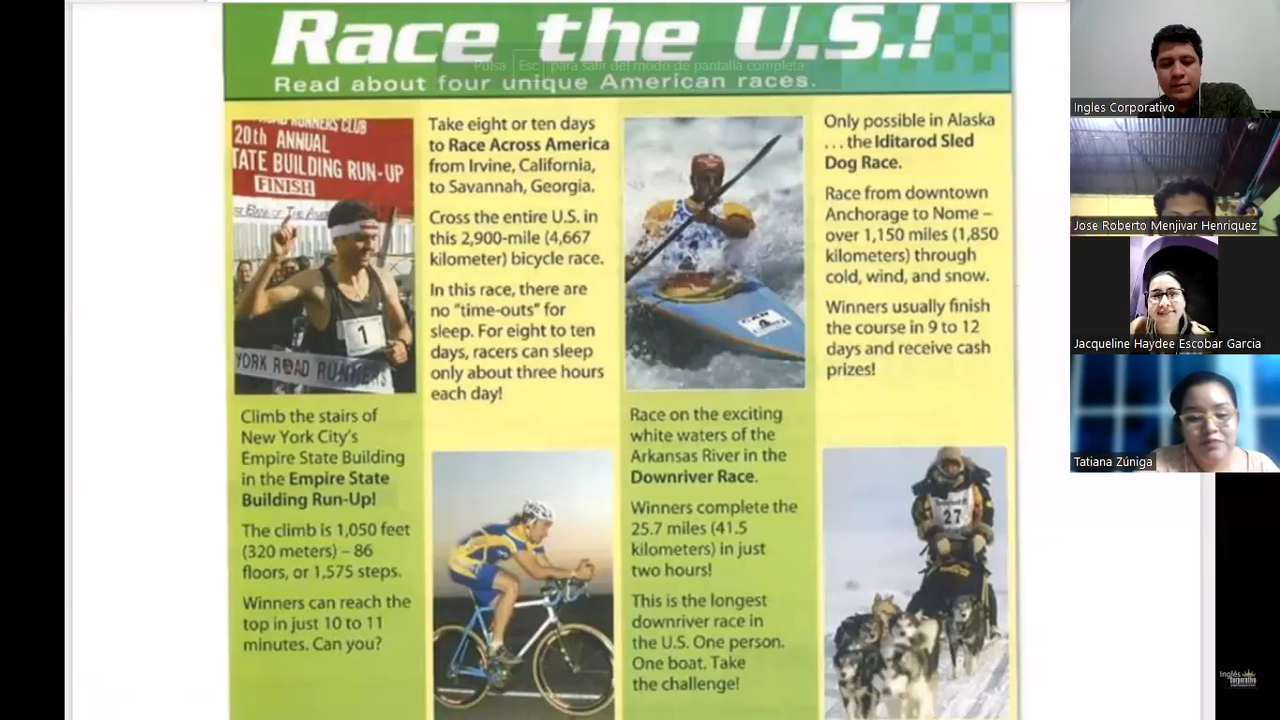 Race the U.S.!
Pulsa Esc para salir del modo de pantalla completa
Read about four unique American races.
20th ANNUAL
TATE BUILDING RUN-UP
FINISH
1
YORK ROAD RUNNERS
Climb the stairs of
New York City's
Empire State Building
in the Empire State
Building Run-Up!
The climb is 1,050 feet
(320 meters) – 86
floors, or 1,575 steps.
Winners can reach the
top in just 10 to 11
minutes. Can you?
Take eight or ten days
to Race Across America
from Irvine, California,
to Savannah, Georgia.
Cross the entire U.S. in
this 2,900-mile (4,667
kilometer) bicycle race.
In this race, there are
no "time-outs" for
sleep. For eight to ten
days, racers can sleep
only about three hours
each day!
Race on the exciting
white waters of the
Arkansas River in the
Downriver Race.
Winners complete the
25.7 miles (41.5
kilometers) in just
two hours!
This is the longest
downriver race in
the U.S. One person.
One boat. Take
the challenge!
Only possible in Alaska
. . . the Iditarod Sled
Dog Race.
Race from downtown
Anchorage to Nome –
over 1,150 miles (1,850
kilometers) through
cold, wind, and snow.
Winners usually finish
the course in 9 to 12
days and receive cash
prizes!
27
Ingles Corporativo
Jose Roberto Menjivar Henriquez
Jacqueline Haydee Escobar Garcia
Tatiana Zúniga
Inglés
Corporativo